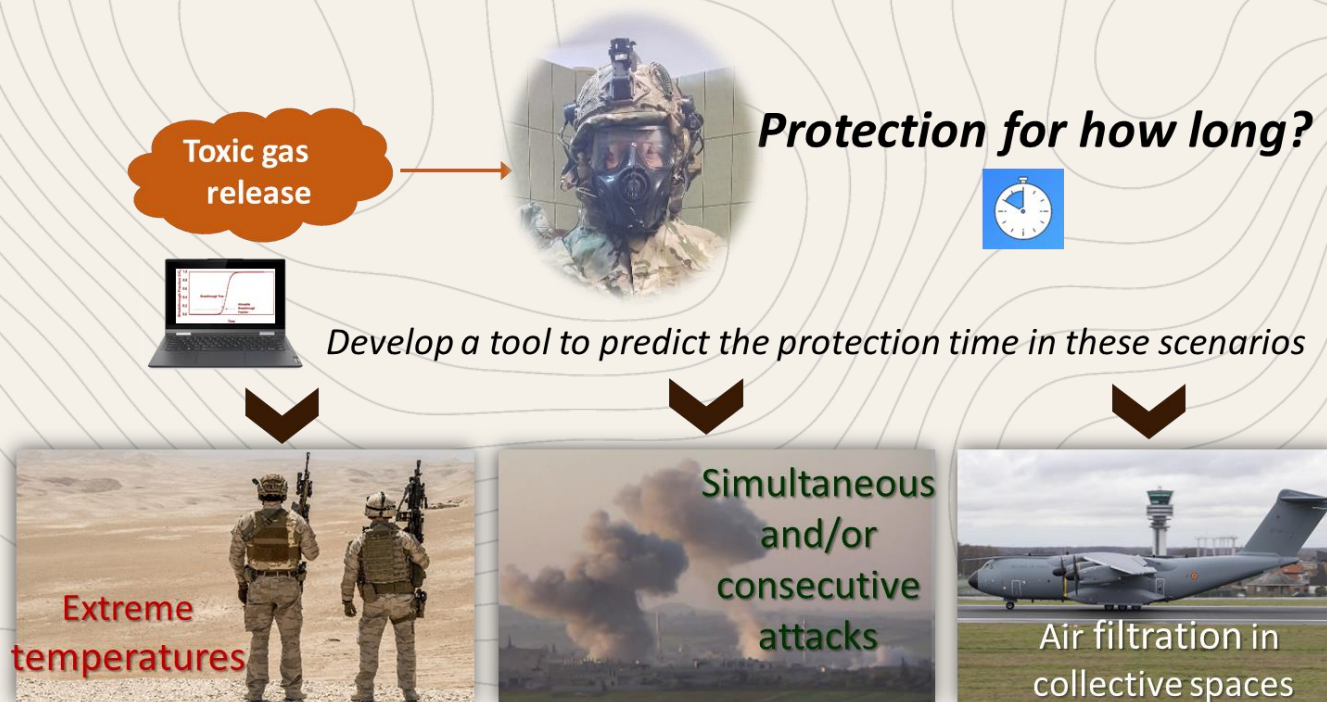 Toxic gas
release
Protection for how long?
Develop a tool to predict the protection time in these scenarios
Extreme
temperatures
Simultaneous
and/or
consecutive
attacks
Air filtration in
collective spaces